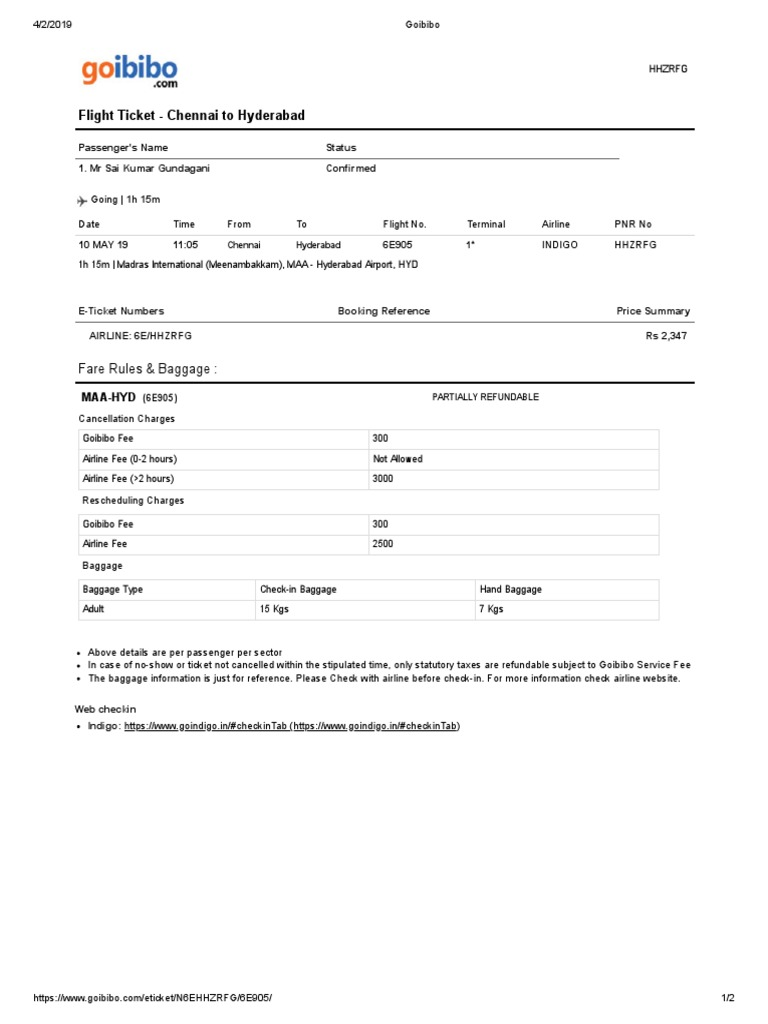 4/2/2019 Goibibo
goibibo
.com
HHZRFG
Flight Ticket - Chennai to Hyderabad
Passenger's Name Status
1. Mr Sai Kumar Gundagani Confirmed
Going | 1h 15m
Date Time From To Flight No. Terminal Airline PNR No
10 MAY 19 11:05 Chennai Hyderabad 6E905 1* INDIGO HHZRFG
1h 15m | Madras International (Meenambakkam), MAA - Hyderabad Airport, HYD
E-Ticket Numbers Booking Reference Price Summary
AIRLINE: 6E/HHZRFG Rs 2,347
Fare Rules & Baggage :
MAA-HYD (6E905) PARTIALLY REFUNDABLE
Cancellation Charges
Goibibo Fee 300
Airline Fee (0-2 hours) Not Allowed
Airline Fee (>2 hours) 3000
Rescheduling Charges
Goibibo Fee 300
Airline Fee 2500
Baggage
Baggage Type Check-in Baggage Hand Baggage
Adult 15 Kgs 7 Kgs
• Above details are per passenger per sector
• In case of no-show or ticket not cancelled within the stipulated time, only statutory taxes are refundable subject to Goibibo Service Fee
• The baggage information is just for reference. Please Check with airline before check-in. For more information check airline website.
Web checkin
• Indigo: https://www.goindigo.in/#checkinTab (https://www.goindigo.in/#checkinTab)
https://www.goibibo.com/eticket/N6EHHZRFG/6E905/ 1/2